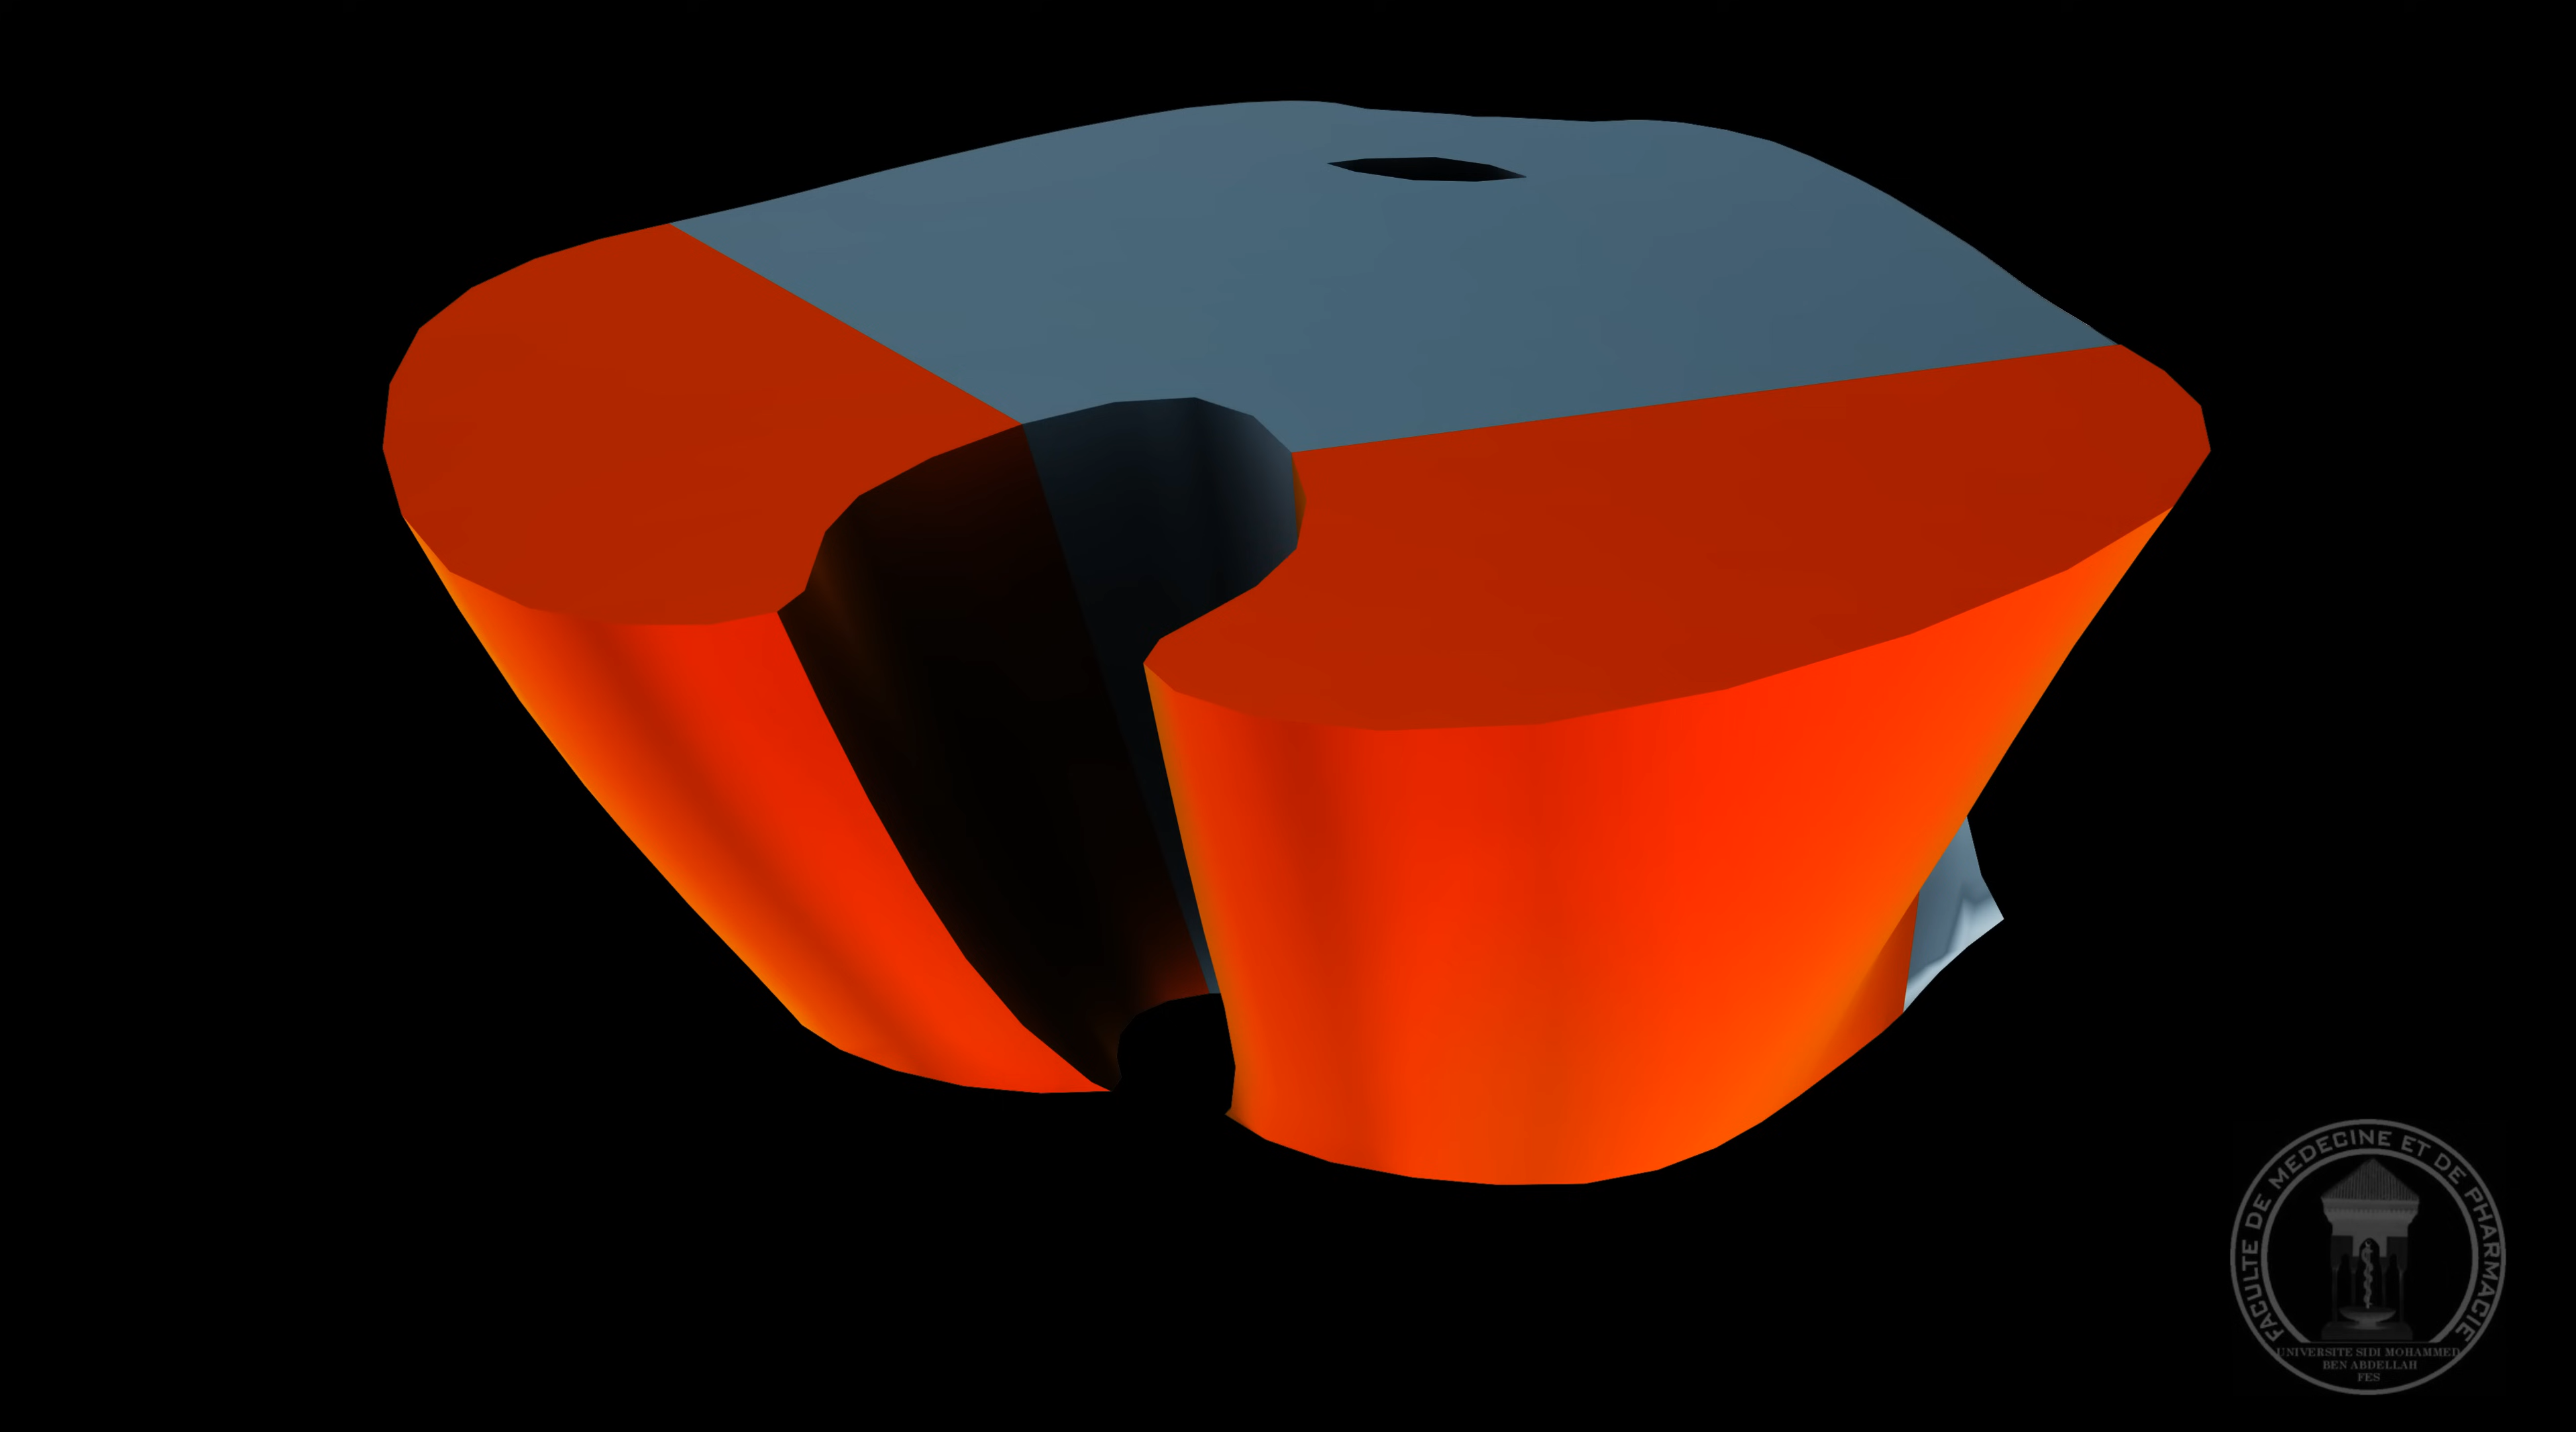 FACULTE DE MEDECINE ET DE PHARMACIE
UNIVERSITE SIDI MOHAMMED
BEN ABDELLAH
FES